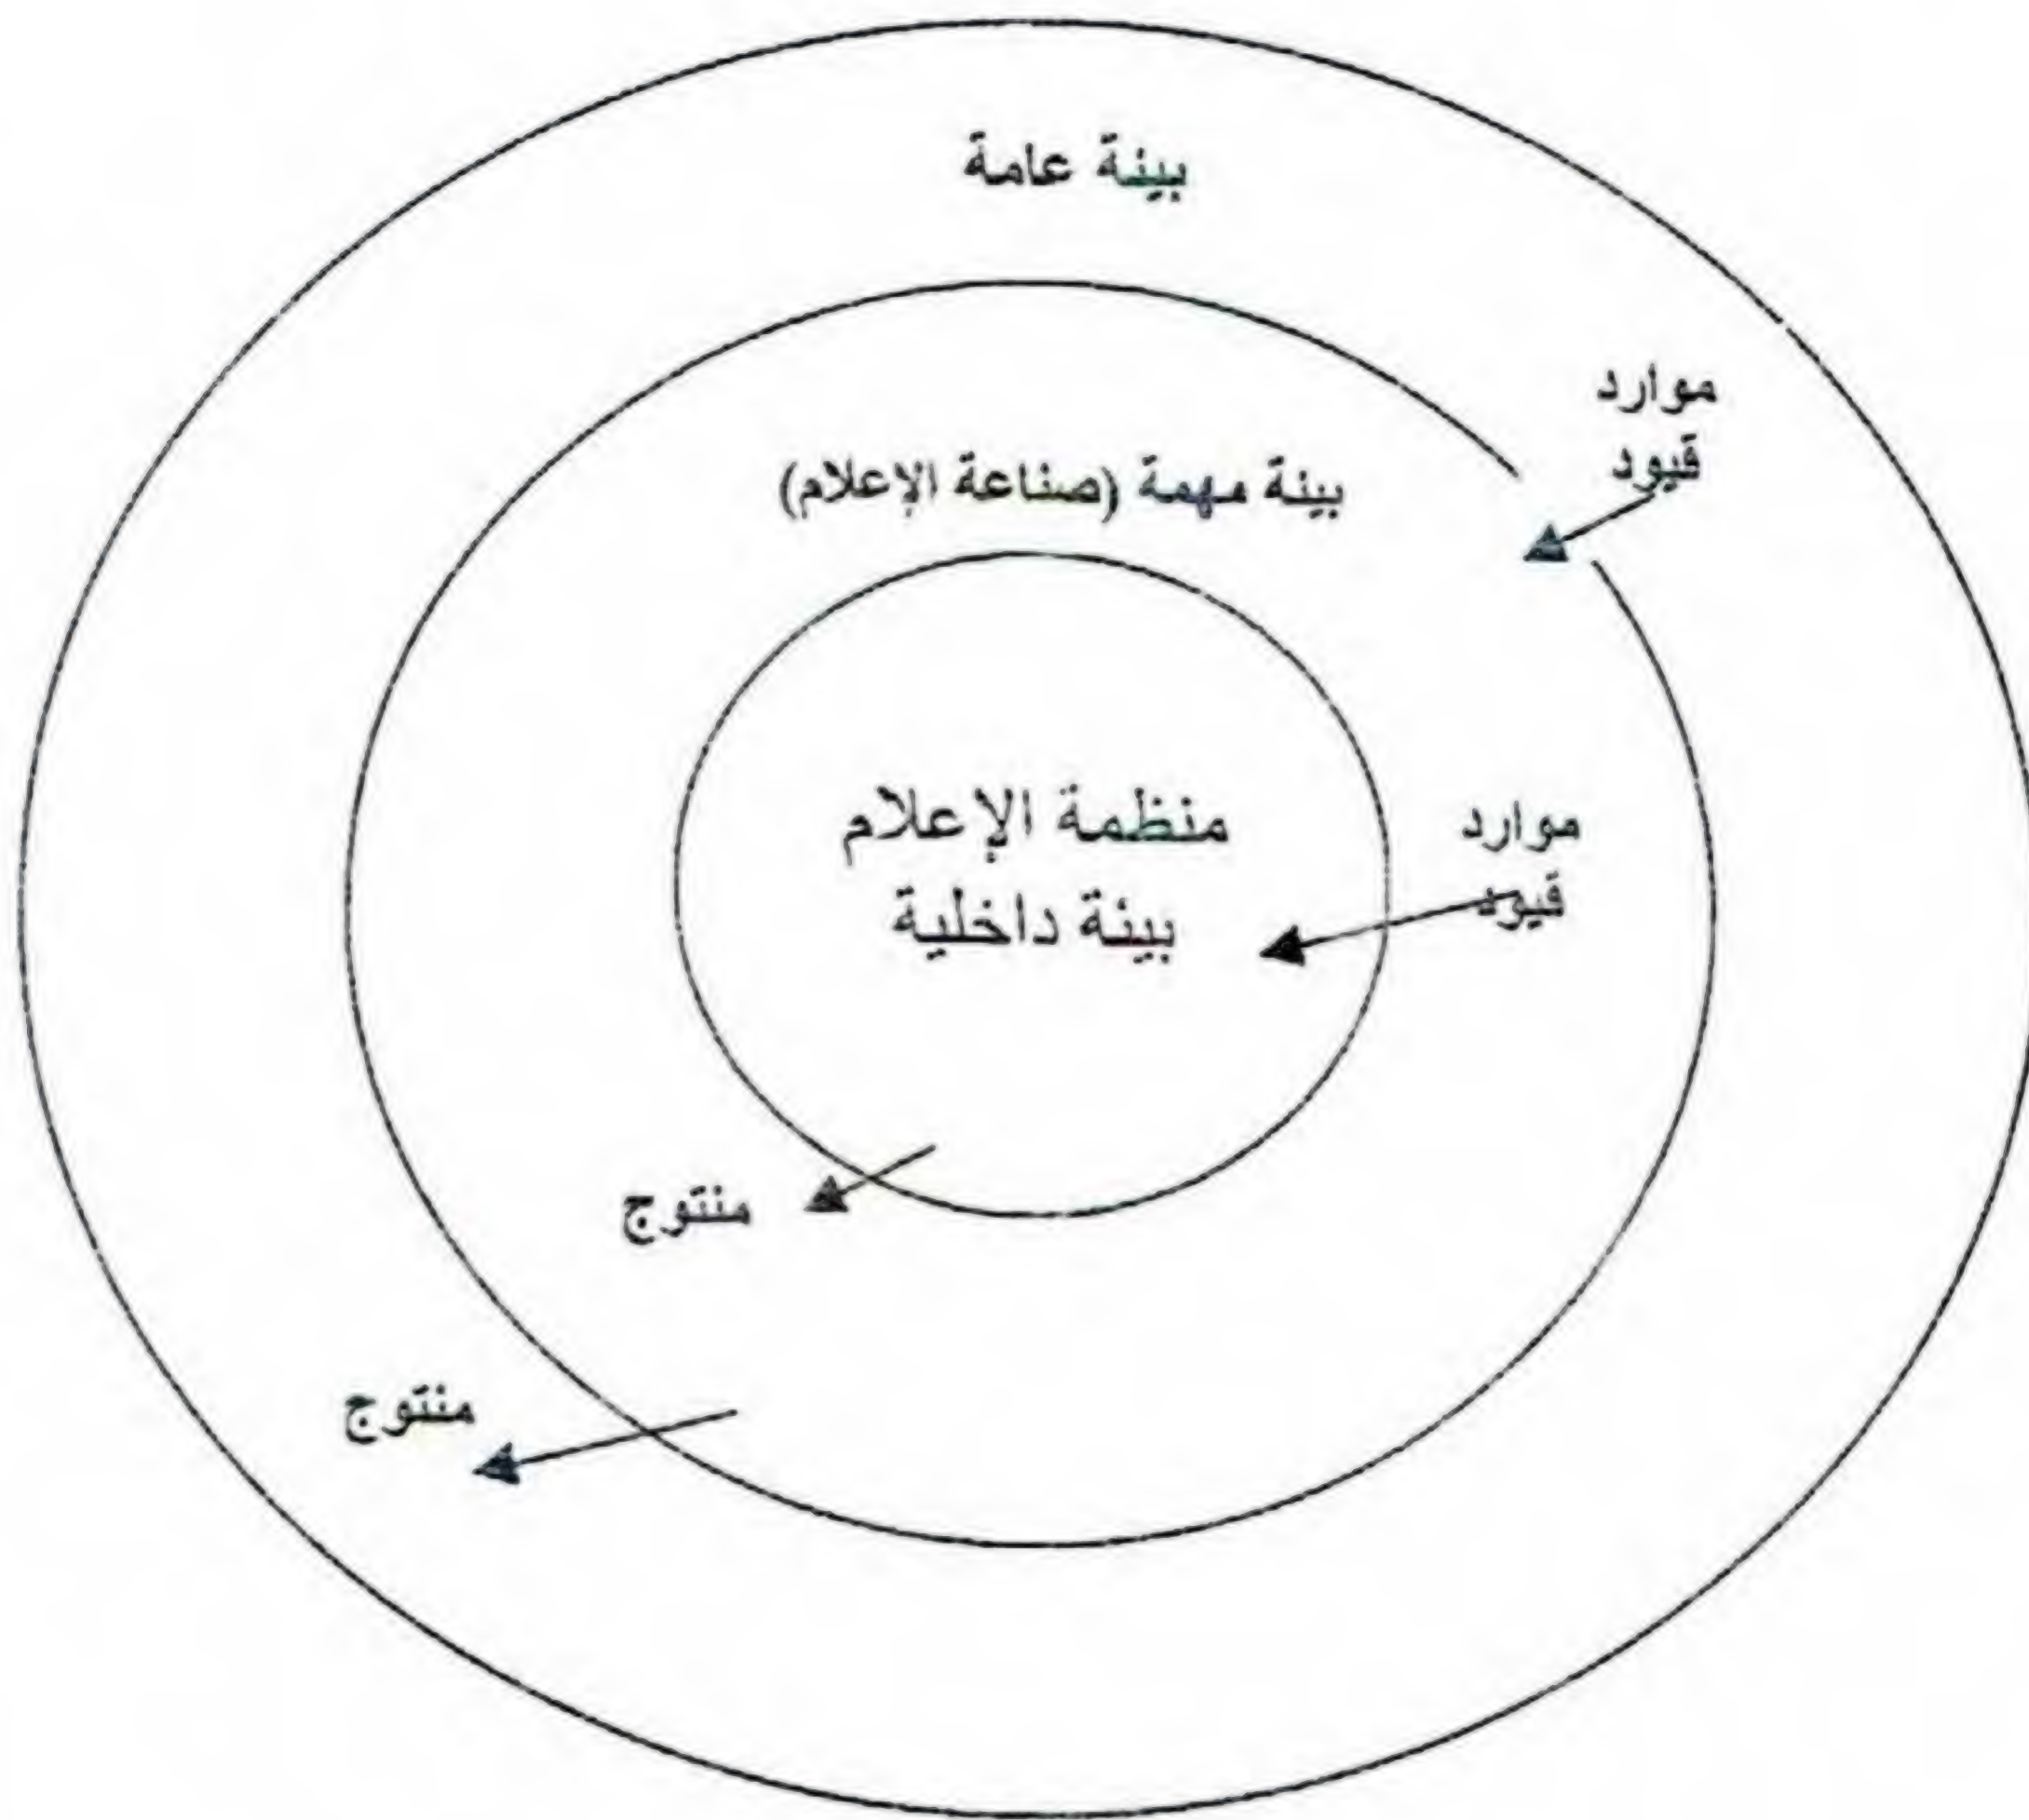 بيئة عامة
موارد
قيود
بيئة مهمة (صناعة الإعلام)
منظمة الإعلام
بيئة داخلية
موارد
قيود
منتوج
منتوج